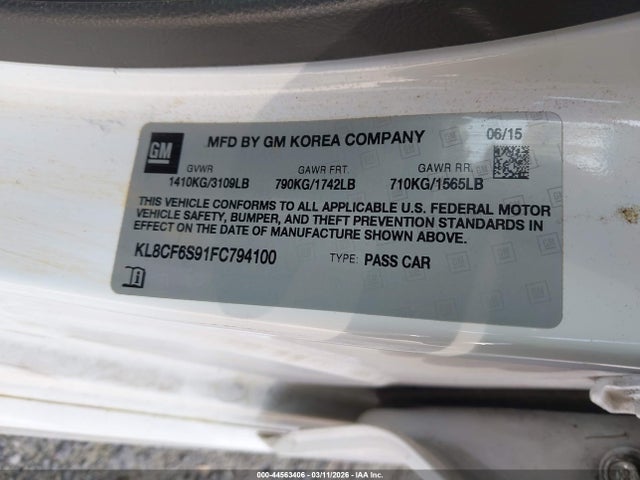 GM
MFD BY GM KOREA COMPANY
06/15
GVWR GAWR FRT. GAWR RR.
1410KG/3109LB 790KG/1742LB 710KG/1565LB
THIS VEHICLE CONFORMS TO ALL APPLICABLE U.S. FEDERAL MOTOR
VEHICLE SAFETY, BUMPER, AND THEFT PREVENTION STANDARDS IN
EFFECT ON THE DATE OF MANUFACTURE SHOWN ABOVE.
KL8CF6S91FC794100
TYPE: PASS CAR
000-44563406 - 03/11/2026 - IAA Inc.